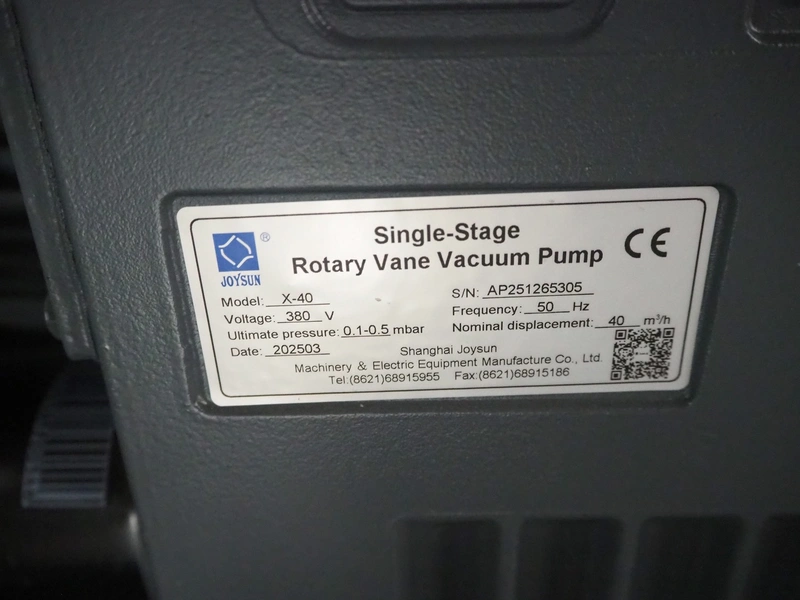 Single-Stage
Rotary Vane Vacuum Pump
CE
®
JOYSUN
Model: X-40
S/N: AP251265305
Voltage: 380 V
Frequency: 50 Hz
Ultimate pressure: 0.1-0.5 mbar
Nominal displacement: 40 m³/h
Date: 202503
Shanghai Joysun
Machinery & Electric Equipment Manufacture Co., Ltd.
Tel:(8621)68915955 Fax:(8621)68915186